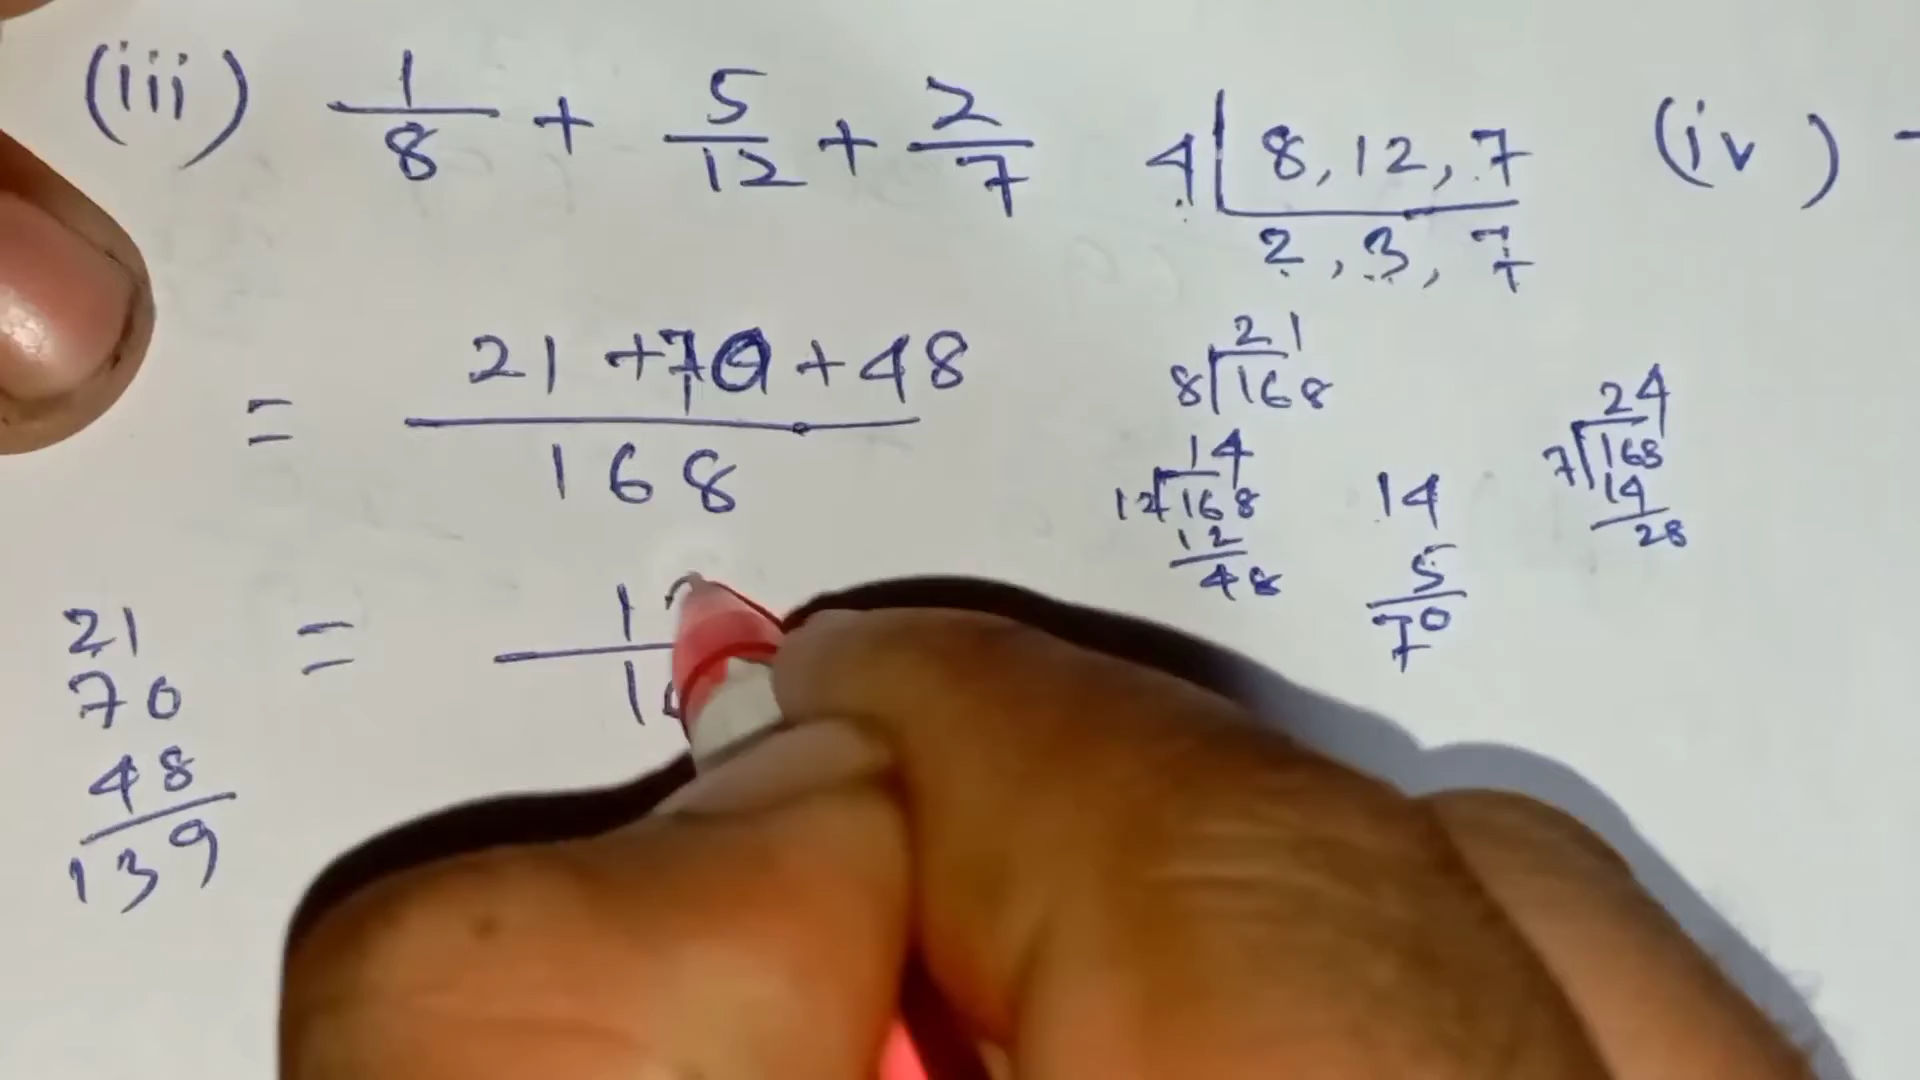 (iii) 1/8 + 5/12 + 2/7
4 | 8, 12, 7
2, 3, 7
(iv)
= 21 + 70 + 48 / 168
21
8 | 168
14
12 | 168
12
48
14
5
70
24
7 | 168
14
28
21
70
48
139
= 1 / 1